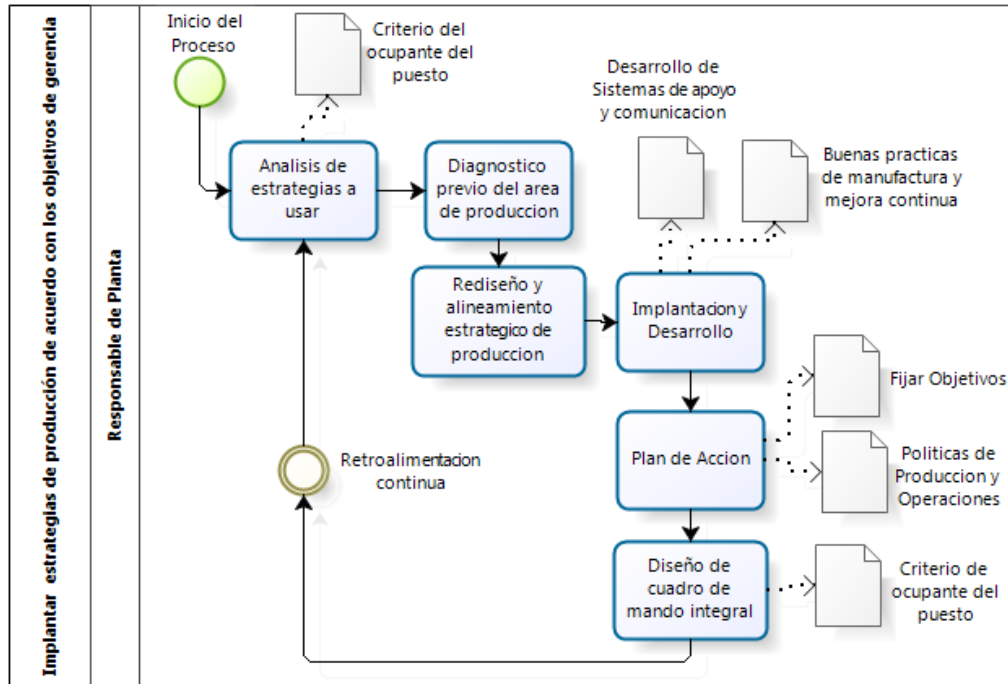 Implantar estrategias de producción de acuerdo con los objetivos de gerencia
Responsable de Planta
Inicio del
Proceso
Criterio del
ocupante del
puesto
Analisis de
estrategias a
usar
Diagnostico
previo del area
de produccion
Desarrollo de
Sistemas de apoyo
y comunicacion
Buenas practicas
de manufactura y
mejora continua
Rediseño y
alineamiento
estrategico de
produccion
Implantacion y
Desarrollo
Fijar Objetivos
Plan de Accion
Politicas de
Produccion y
Operaciones
Retroalimentacion
continua
Diseño de
cuadro de
mando integral
Criterio de
ocupante del
puesto